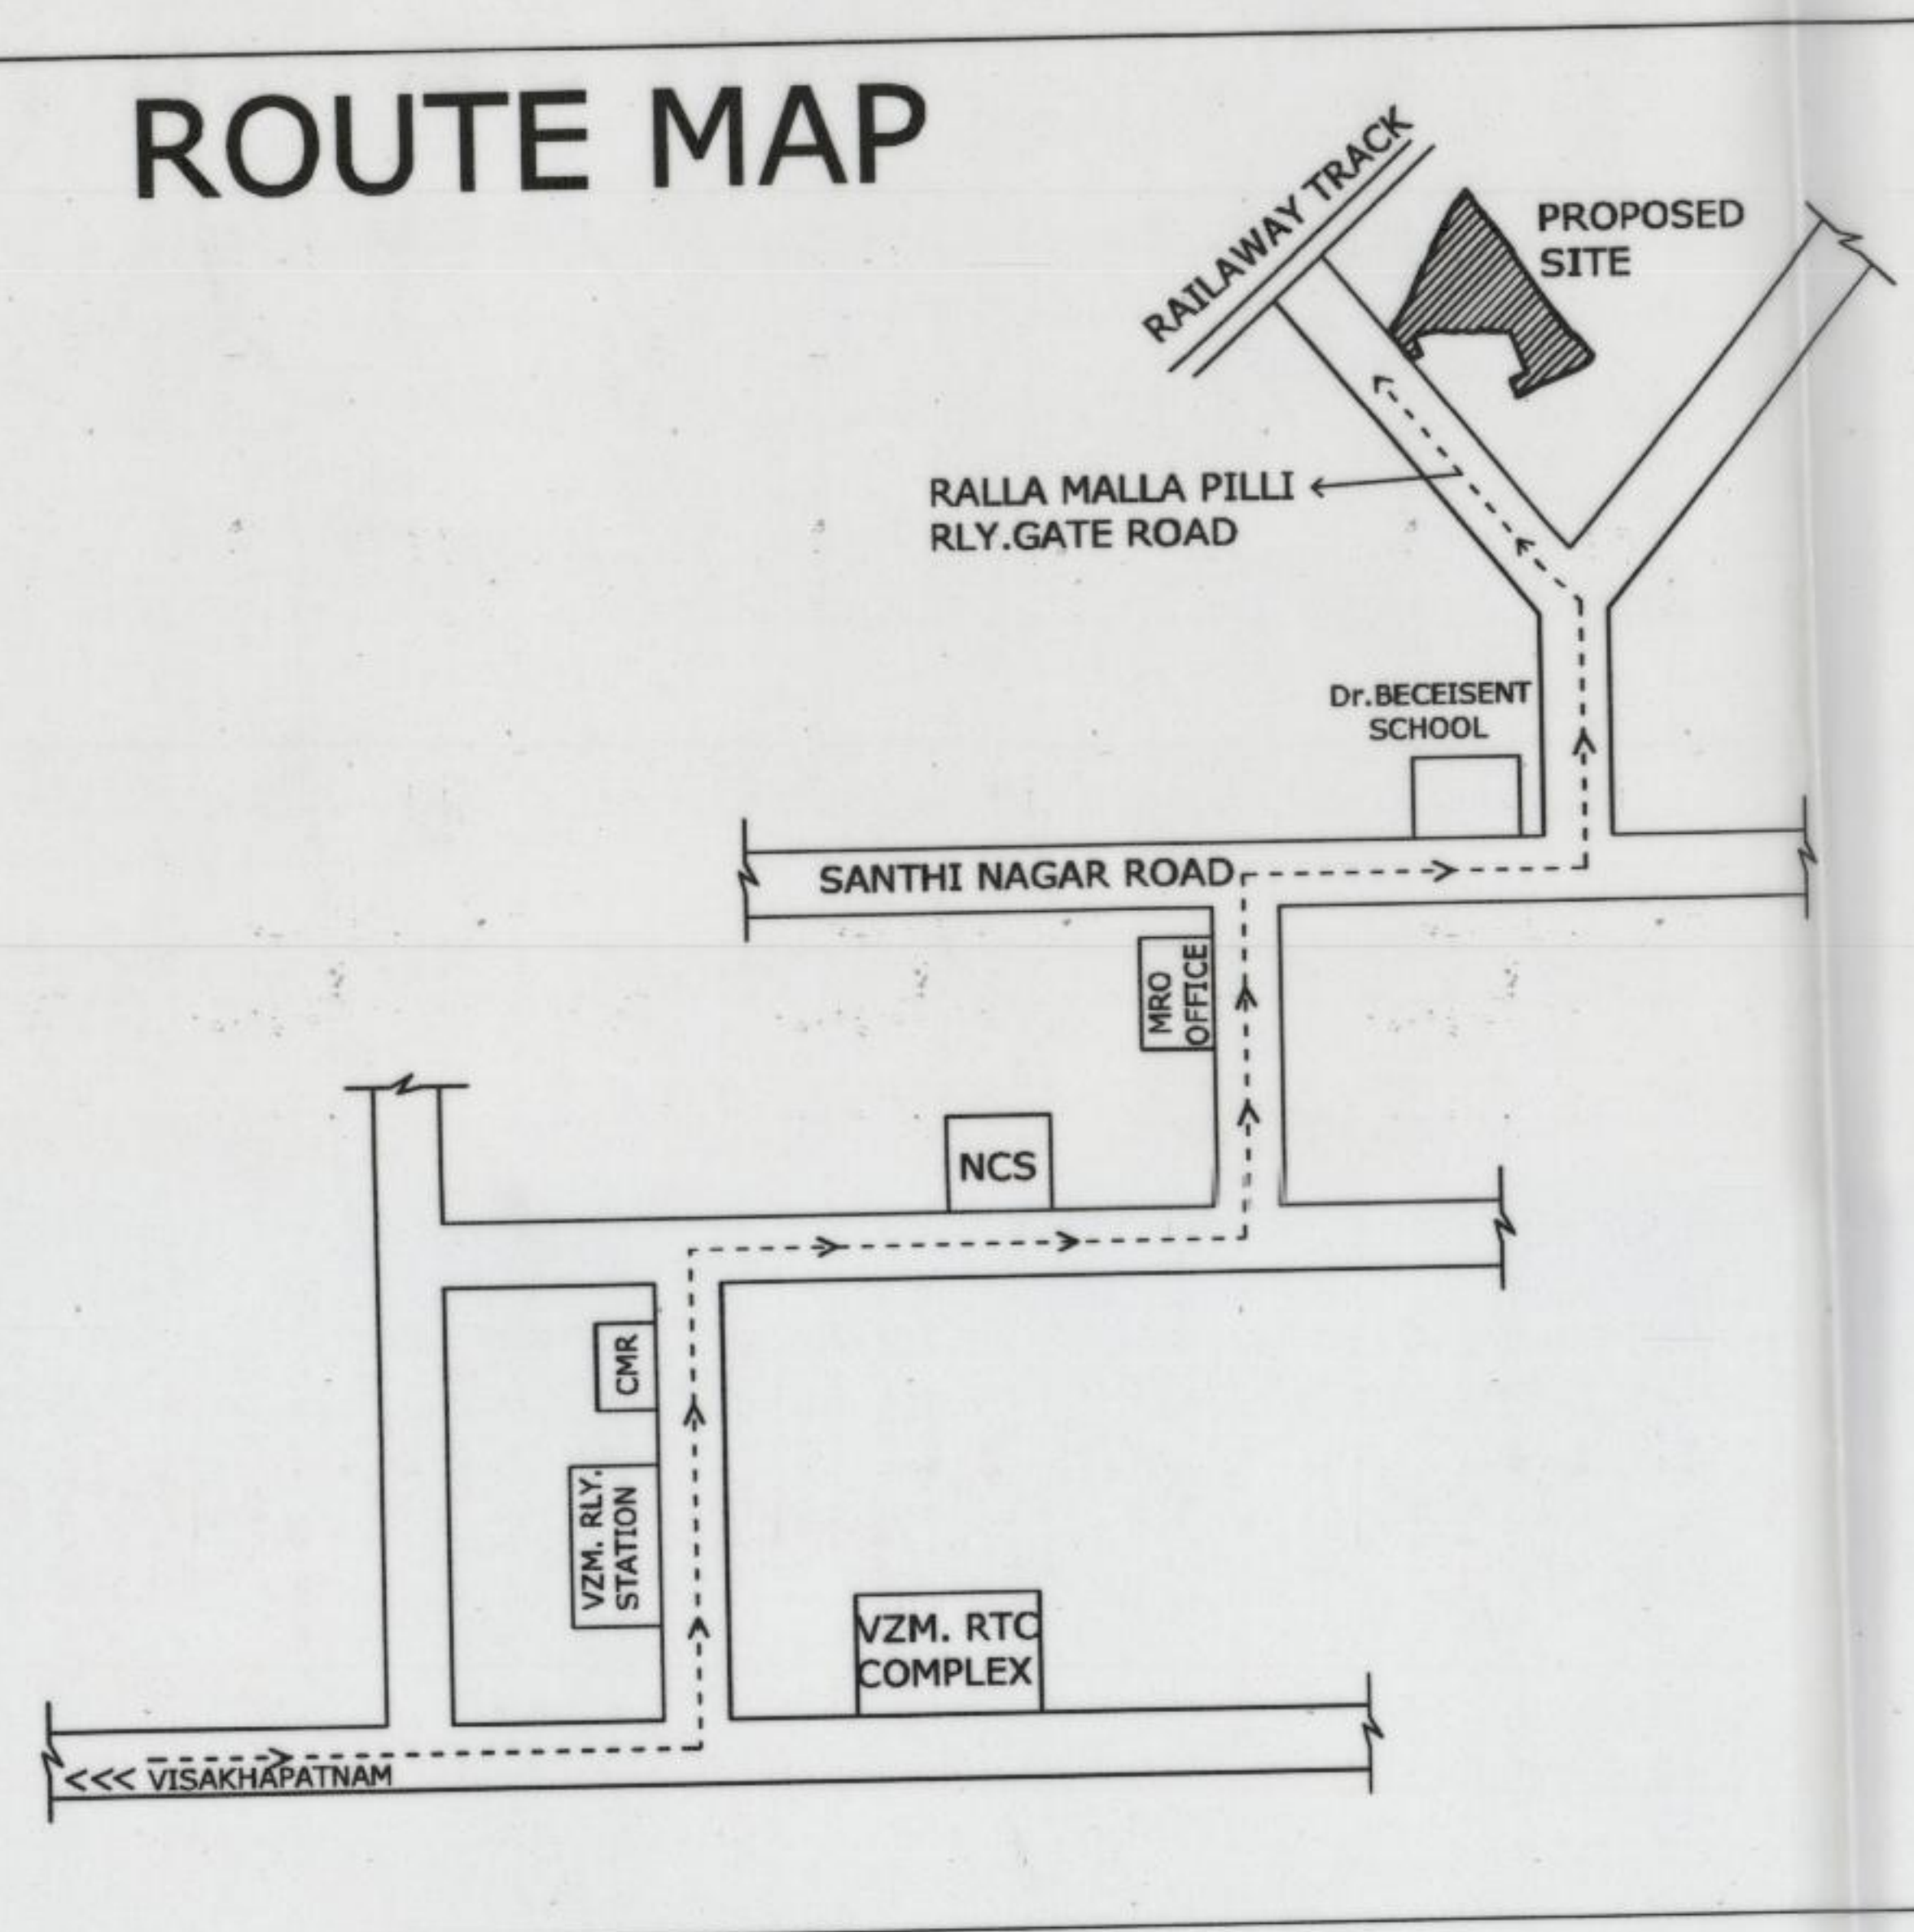 ROUTE MAP
RAILAWAY TRACK
PROPOSED
SITE
RALLA MALLA PILLI
RLY.GATE ROAD
Dr.BECEISENT
SCHOOL
SANTHI NAGAR ROAD
MRO
OFFICE
NCS
CMR
VZM. RLY.
STATION
VZM. RTC
COMPLEX
<<< VISAKHAPATNAM